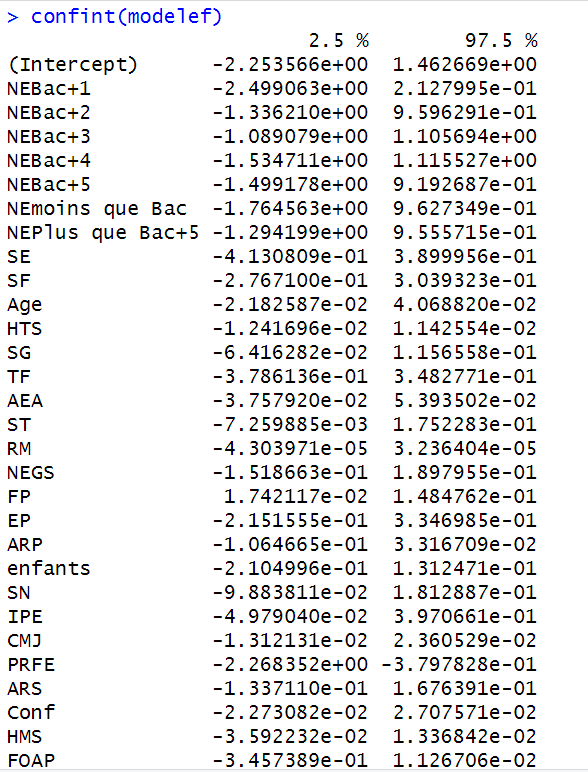 > confint(modelef)
2.5 % 97.5 %
(Intercept) -2.253566e+00 1.462669e+00
NEBac+1 -2.499063e+00 2.127995e-01
NEBac+2 -1.336210e+00 9.596291e-01
NEBac+3 -1.089079e+00 1.105694e+00
NEBac+4 -1.534711e+00 1.115527e+00
NEBac+5 -1.499178e+00 9.192687e-01
NEmoins que Bac -1.764563e+00 9.627349e-01
NEPlus que Bac+5 -1.294199e+00 9.555715e-01
SE -4.130809e-01 3.899956e-01
SF -2.767100e-01 3.039323e-01
Age -2.182587e-02 4.068820e-02
HTS -1.241696e-02 1.142554e-02
SG -6.416282e-02 1.156558e-01
TF -3.786136e-01 3.482771e-01
AEA -3.757920e-02 5.393502e-02
ST -7.259885e-03 1.752283e-01
RM -4.303971e-05 3.236404e-05
NEGS -1.518663e-01 1.897955e-01
FP 1.742117e-02 1.484762e-01
EP -2.151555e-01 3.346985e-01
ARP -1.064665e-01 3.316709e-02
enfants -2.104996e-01 1.312471e-01
SN -9.883811e-02 1.812887e-01
IPE -4.979040e-02 3.970661e-01
CMJ -1.312131e-02 2.360529e-02
PRFE -2.268352e+00 -3.797828e-01
ARS -1.337110e-01 1.676391e-01
Conf -2.273082e-02 2.707571e-02
HMS -3.592232e-02 1.336842e-02
FOAP -3.457389e-01 1.126706e-02